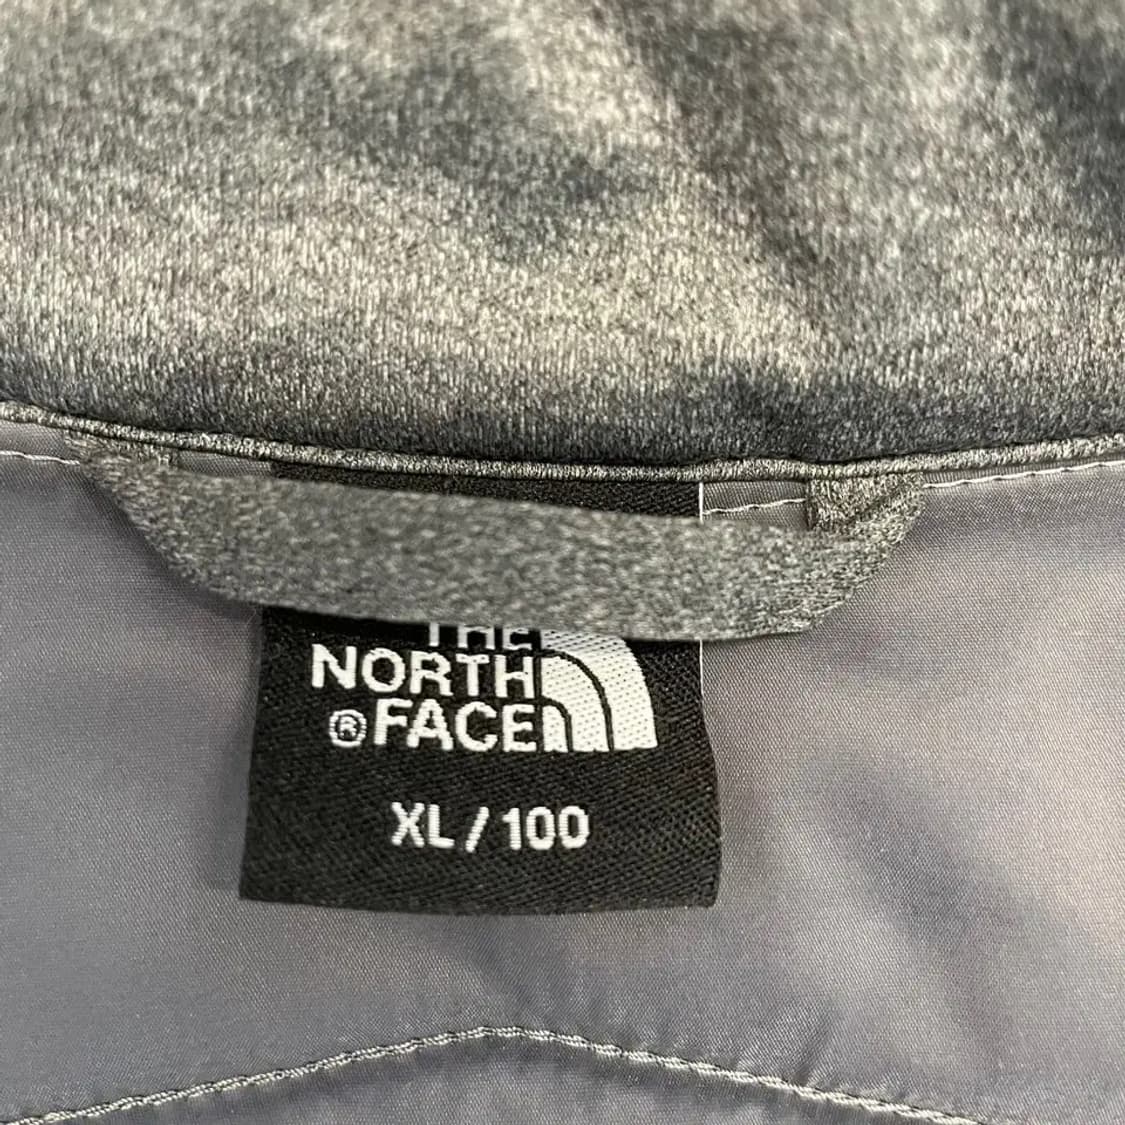 THE
NORTH
®FACE
XL/100